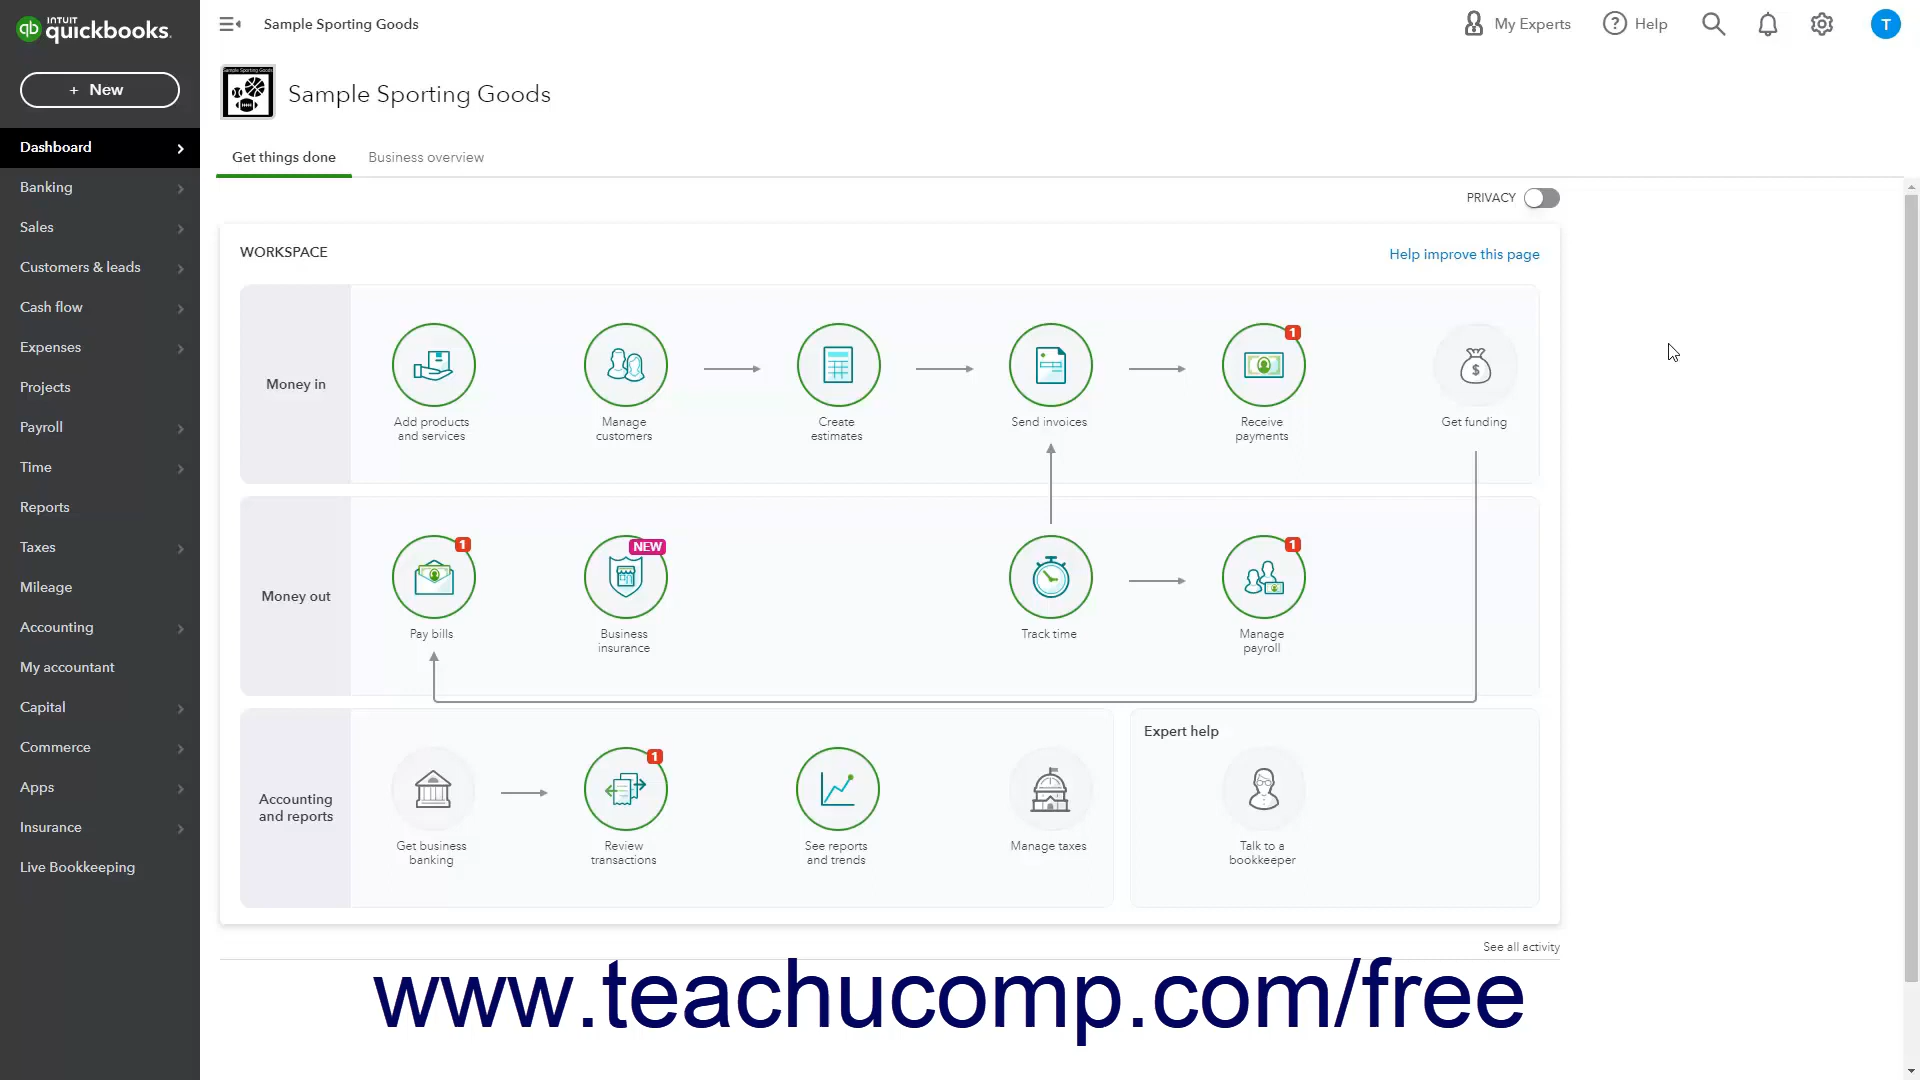 INTUIT
quickbooks.
Sample Sporting Goods
My Experts
Help
T
+ New
Sample Sporting Goods
Sample Sporting Goods
Get things done
Business overview
PRIVACY
Dashboard
Banking
Sales
Customers & leads
Cash flow
Expenses
Projects
Payroll
Time
Reports
Taxes
Mileage
Accounting
My accountant
Capital
Commerce
Apps
Insurance
Live Bookkeeping
WORKSPACE
Help improve this page
Money in
Add products
and services
Manage
customers
Create
estimates
Send invoices
1
Receive
payments
Get funding
Money out
1
Pay bills
NEW
Business
insurance
Track time
1
Manage
payroll
Accounting
and reports
Get business
banking
1
Review
transactions
See reports
and trends
Manage taxes
Expert help
Talk to a
bookkeeper
See all activity
www.teachucomp.com/free